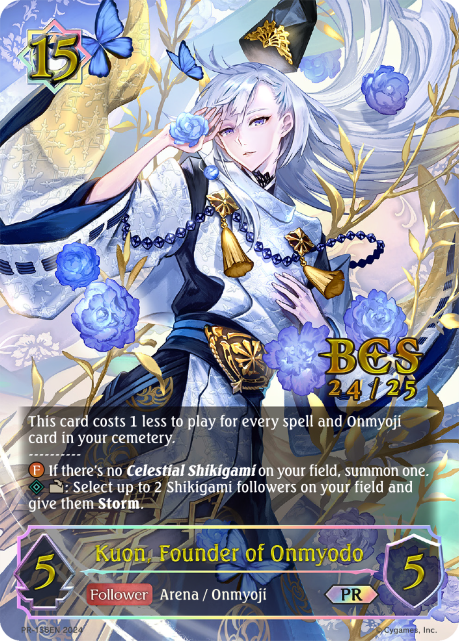 15
BCS
24/25
This card costs 1 less to play for every spell and Onmyoji
card in your cemetery.
----------
F If there's no Celestial Shikigami on your field, summon one.
: Select up to 2 Shikigami followers on your field and
give them Storm.
Kuon, Founder of Onmyodo
5
5
Follower Arena / Onmyoji PR
PR-155EN 2024 ©Cygames, Inc.